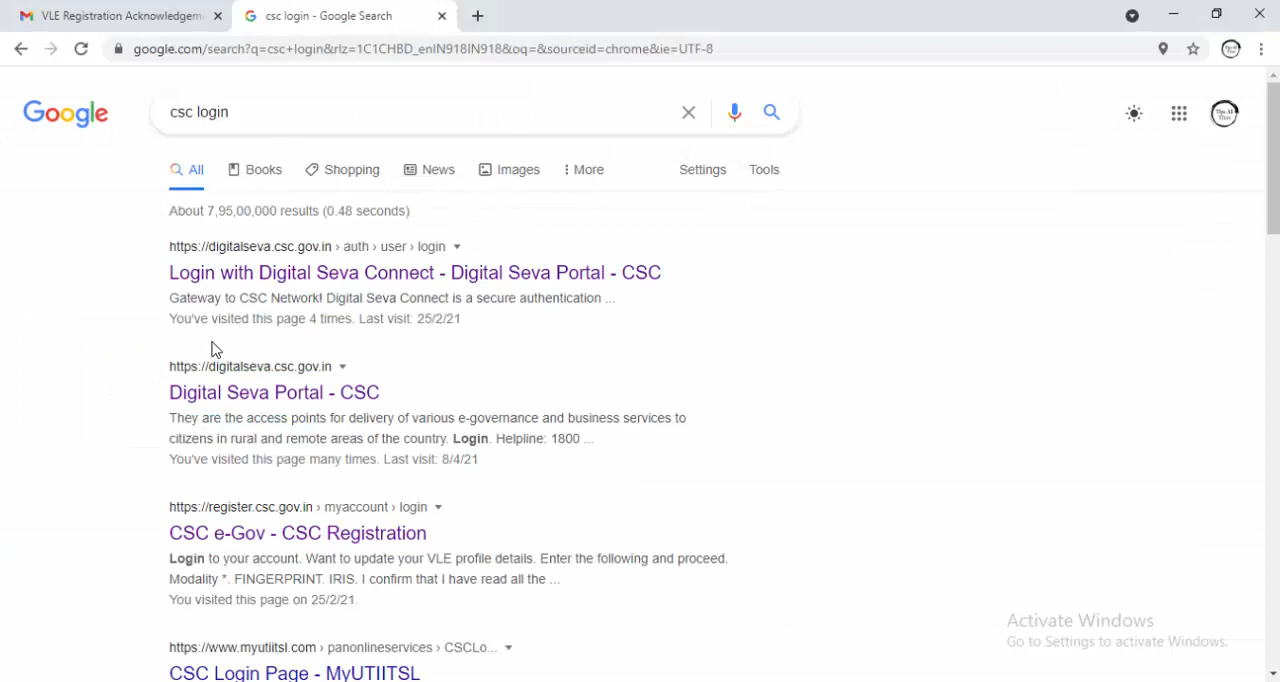 VLE Registration Acknowledgem
csc login - Google Search
google.com/search?q=csc+login&rlz=1C1CHBD_enIN918IN918&oq=&sourceid=chrome&ie=UTF-8
Google
csc login
All Books Shopping News Images More Settings Tools
About 7,95,00,000 results (0.48 seconds)
https://digitalseva.csc.gov.in › auth › user › login
Login with Digital Seva Connect - Digital Seva Portal - CSC
Gateway to CSC Network! Digital Seva Connect is a secure authentication ...
You've visited this page 4 times. Last visit: 25/2/21
https://digitalseva.csc.gov.in
Digital Seva Portal - CSC
They are the access points for delivery of various e-governance and business services to
citizens in rural and remote areas of the country. Login. Helpline: 1800 ...
You've visited this page many times. Last visit: 8/4/21
https://register.csc.gov.in › myaccount › login
CSC e-Gov - CSC Registration
Login to your account. Want to update your VLE profile details. Enter the following and proceed.
Modality *. FINGERPRINT. IRIS. I confirm that I have read all the ...
You visited this page on 25/2/21.
https://www.myutiitsl.com › panonlineservices › CSCLo...
CSC Login Page - MyUTIITSL
Activate Windows
Go to Settings to activate Windows.